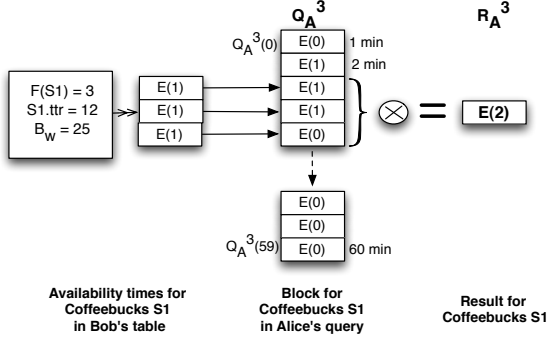 Q_A^3
R_A^3
Q_A^3(0)
E(0)
1 min
E(1)
2 min
F(S1) = 3
S1.ttr = 12
B_w = 25
E(1)
E(1)
E(1)
E(1)
E(1)
E(0)
=
E(2)
E(0)
E(0)
Q_A^3(59)
E(0)
60 min
Availability times for
Coffeebucks S1
in Bob's table
Block for
Coffeebucks S1
in Alice's query
Result for
Coffeebucks S1